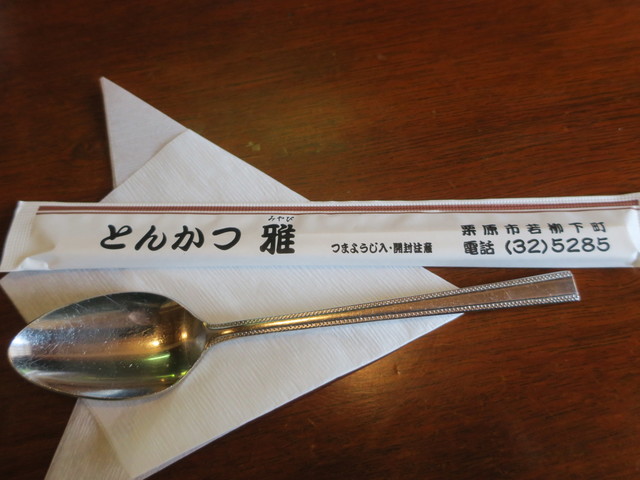 みやび
とんかつ 雅
つまようじ入・開封注意
栗原市若柳下町
電話 (32)5285